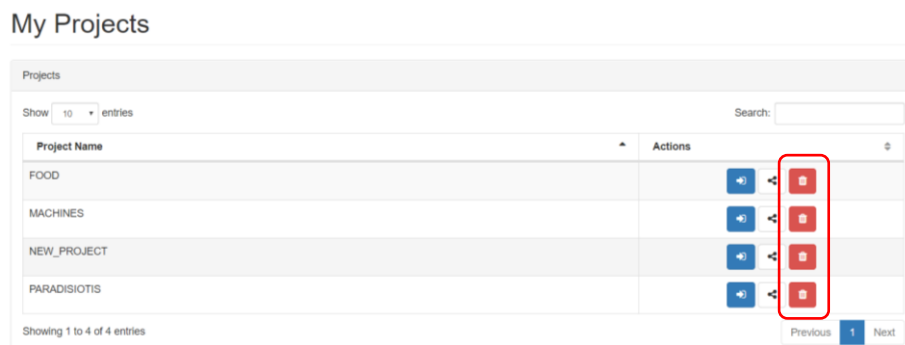 My Projects
Projects
Show 10 entries Search:
Project Name Actions
FOOD
MACHINES
NEW_PROJECT
PARADISIOTIS
Showing 1 to 4 of 4 entries Previous 1 Next